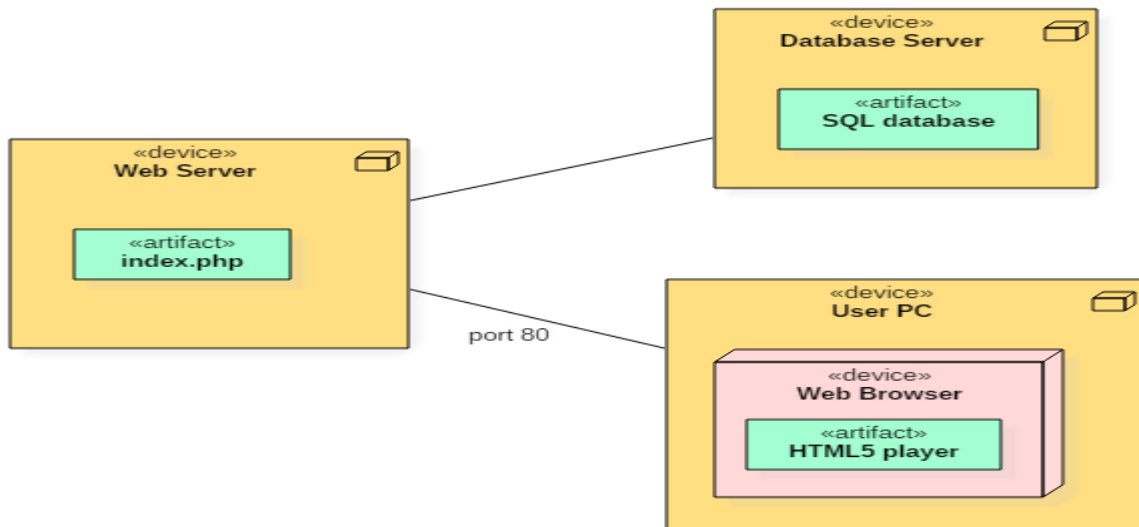 «device»
Database Server
«artifact»
SQL database
«device»
Web Server
«artifact»
index.php
port 80
«device»
User PC
«device»
Web Browser
«artifact»
HTML5 player